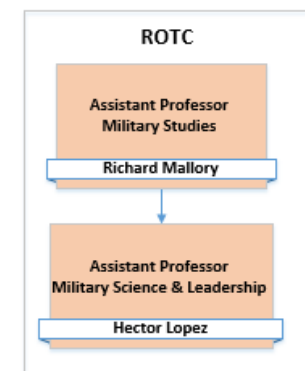 ROTC
Assistant Professor
Military Studies
Richard Mallory
Assistant Professor
Military Science & Leadership
Hector Lopez